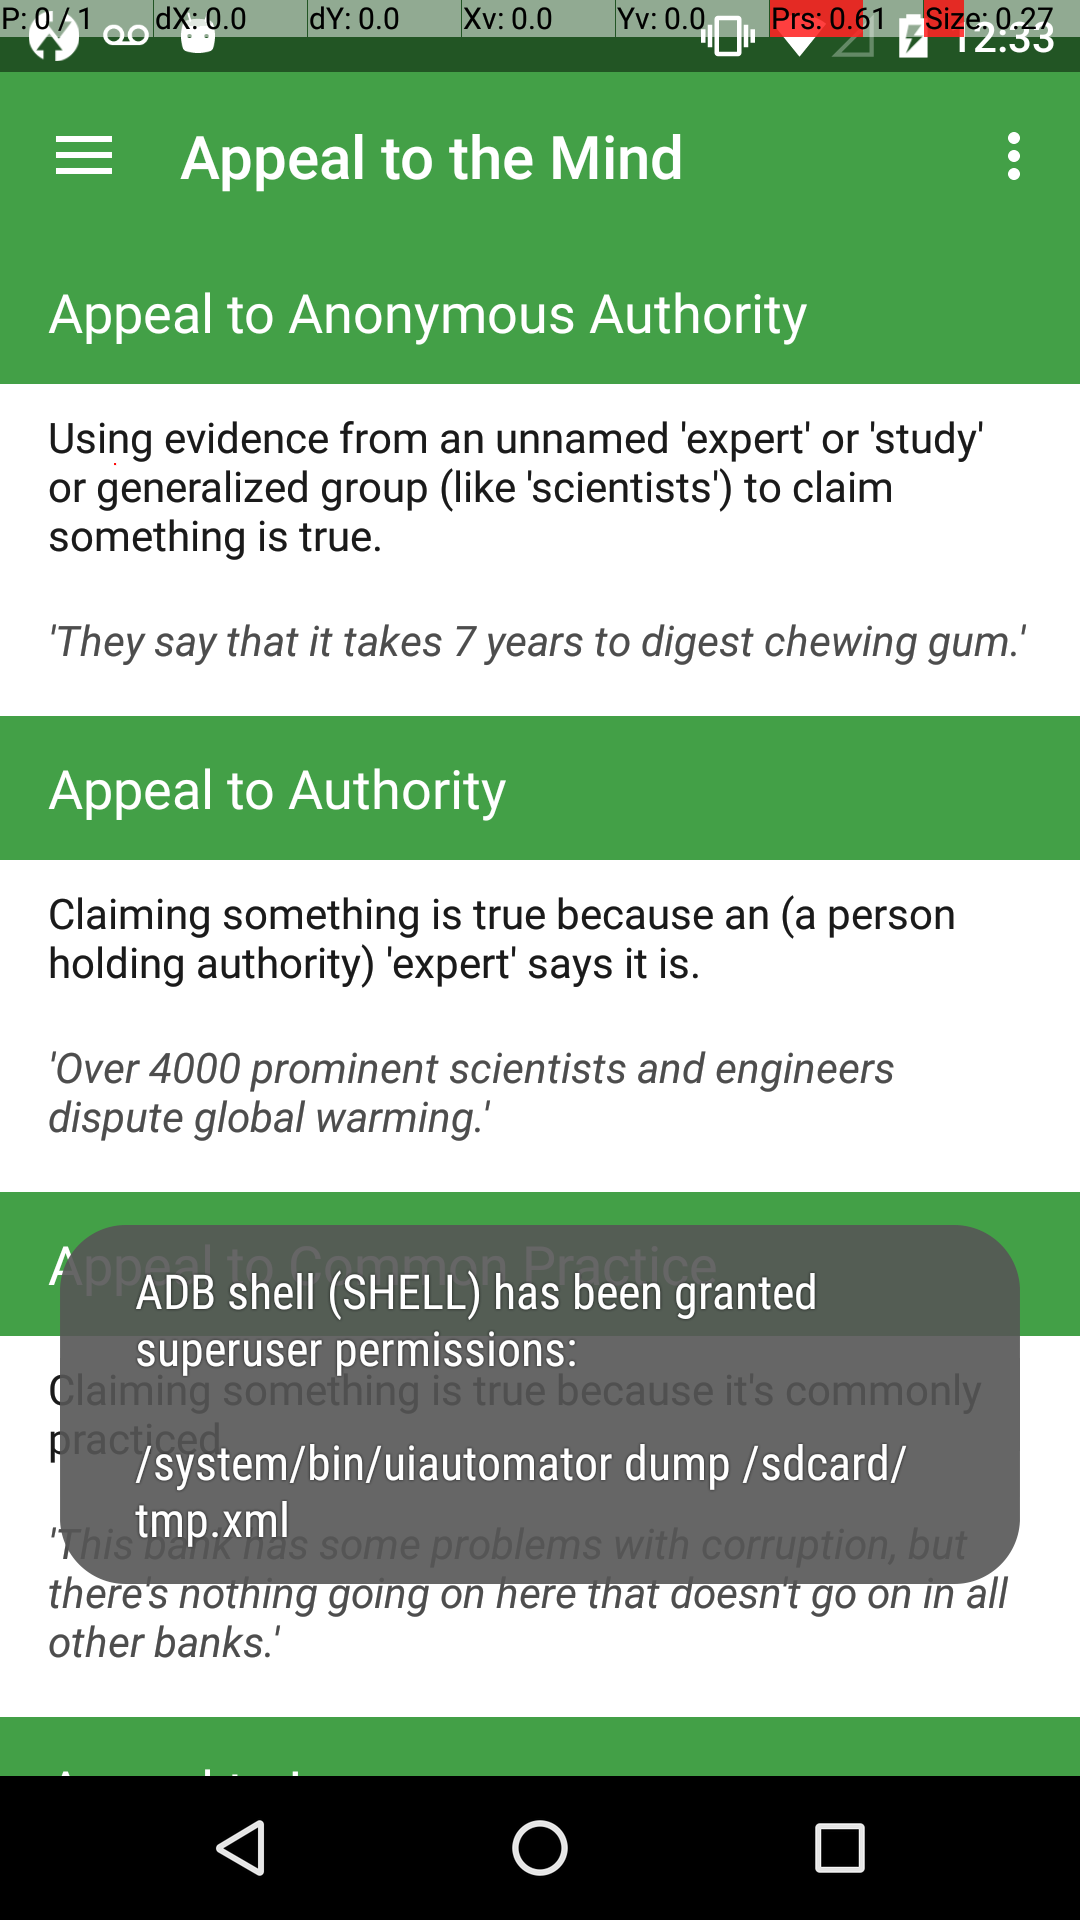 P: 0 / 1 dX: 0.0 dY: 0.0 Xv: 0.0 Yv: 0.0 Prs: 0.61 Size: 0.27
12:33
Appeal to the Mind
Appeal to Anonymous Authority
Using evidence from an unnamed 'expert' or 'study'
or generalized group (like 'scientists') to claim
something is true.
'They say that it takes 7 years to digest chewing gum.'
Appeal to Authority
Claiming something is true because an (a person
holding authority) 'expert' says it is.
'Over 4000 prominent scientists and engineers
dispute global warming.'
Appeal to Common Practice
ADB shell (SHELL) has been granted
superuser permissions:
Claiming something is true because it's commonly
practiced.
/system/bin/uiautomator dump /sdcard/
tmp.xml
'This bank has some problems with corruption, but
there's nothing going on here that doesn't go on in all
other banks.'
Appeal to